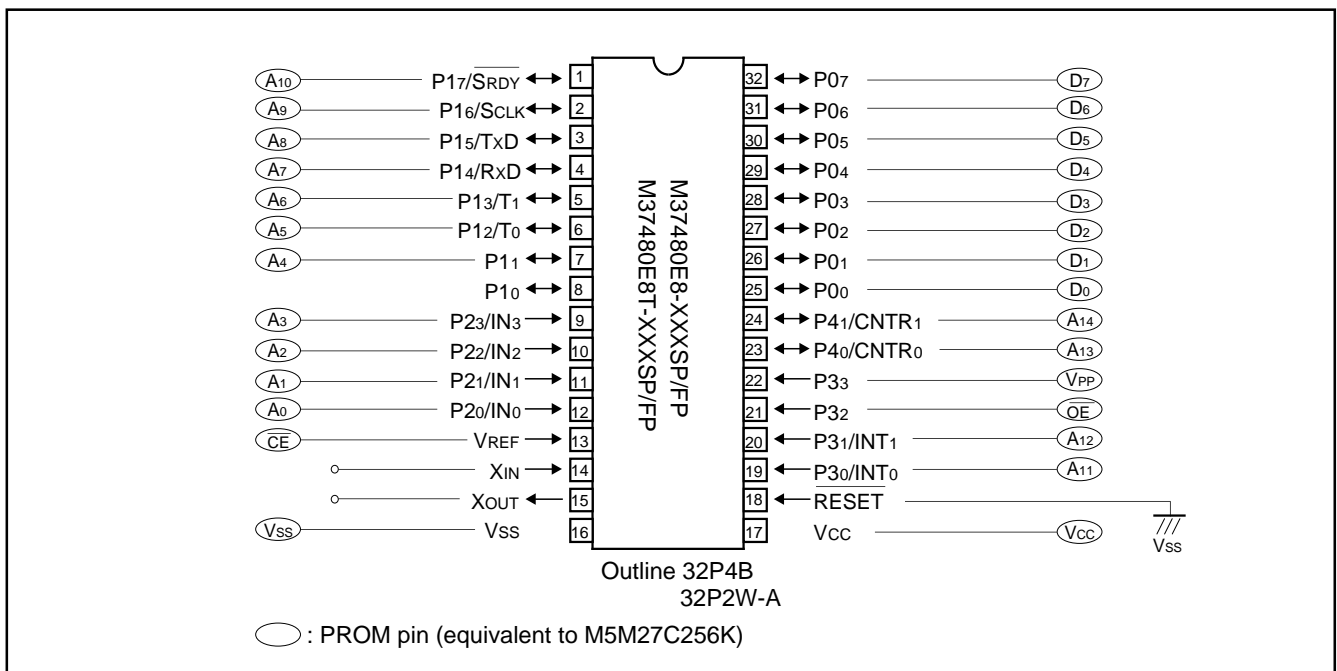 A10 P17/SRDY 1 32 P07 D7
A9 P16/SCLK 2 31 P06 D6
A8 P15/TXD 3 30 P05 D5
A7 P14/RXD 4 29 P04 D4
A6 P13/T1 5 28 P03 D3
A5 P12/T0 6 27 P02 D2
A4 P11 7 26 P01 D1
P10 8 25 P00 D0
A3 P23/IN3 9 24 P41/CNTR1 A14
A2 P22/IN2 10 23 P40/CNTR0 A13
A1 P21/IN1 11 22 P33 VPP
A0 P20/IN0 12 21 P32 OE
CE VREF 13 20 P31/INT1 A12
XIN 14 19 P30/INT0 A11
XOUT 15 18 RESET
VSS VSS 16 17 VCC VCC
VSS
M37480E8-XXXSP/FP
M37480E8T-XXXSP/FP
Outline 32P4B
32P2W-A
: PROM pin (equivalent to M5M27C256K)